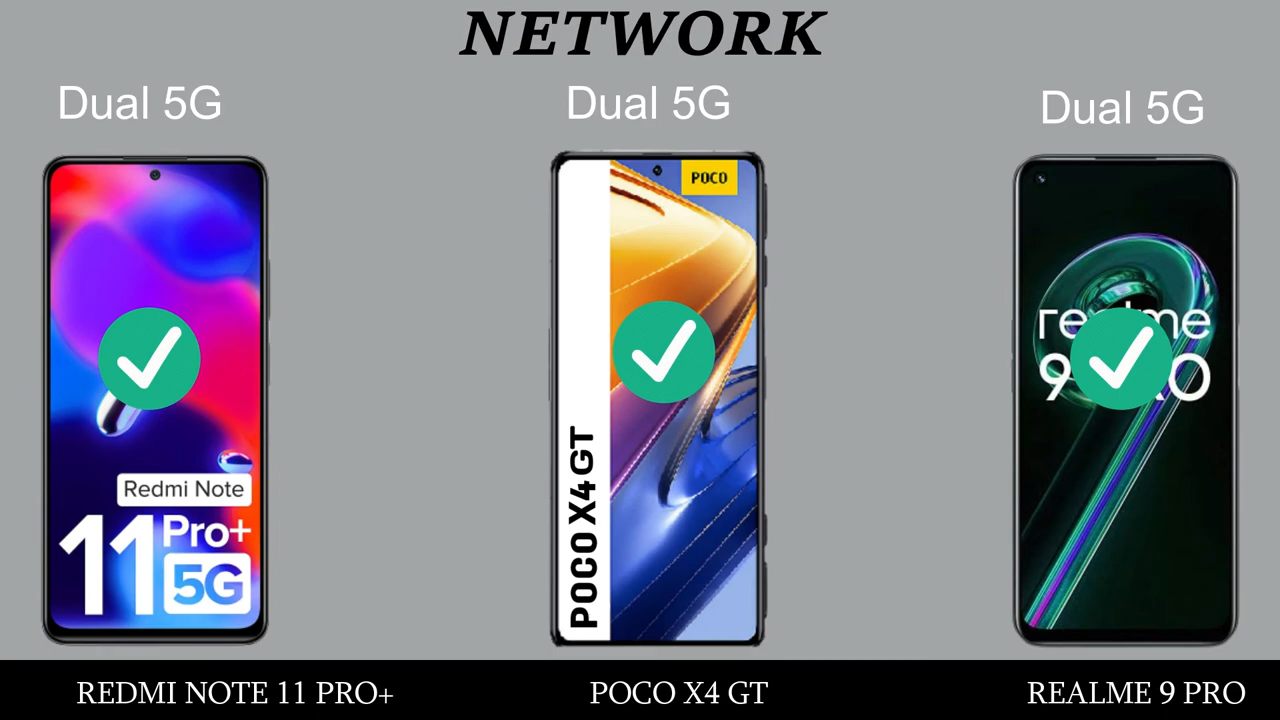 NETWORK
Dual 5G
Dual 5G
Dual 5G
Redmi Note
11 Pro+
5G
POCO
POCO X4 GT
REDMI NOTE 11 PRO+
POCO X4 GT
REALME 9 PRO